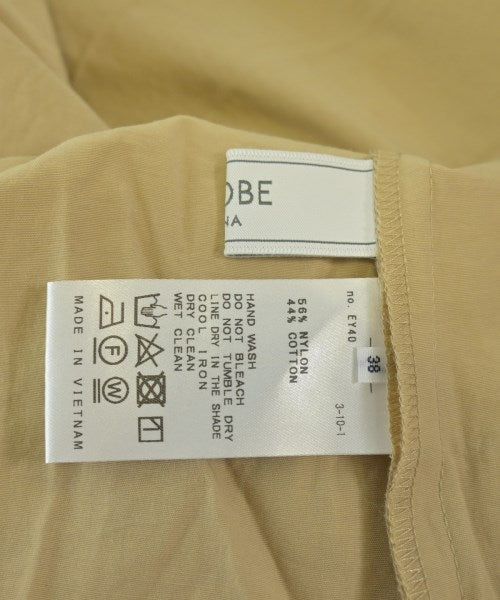 OBE
NA
no. EY40
38
3-10-1
56% NYLON
44% COTTON
HAND WASH
DO NOT BLEACH
DO NOT TUMBLE DRY
LINE DRY IN THE SHADE
COOL IRON
DRY CLEAN
WET CLEAN
F
W
MADE IN VIETNAM